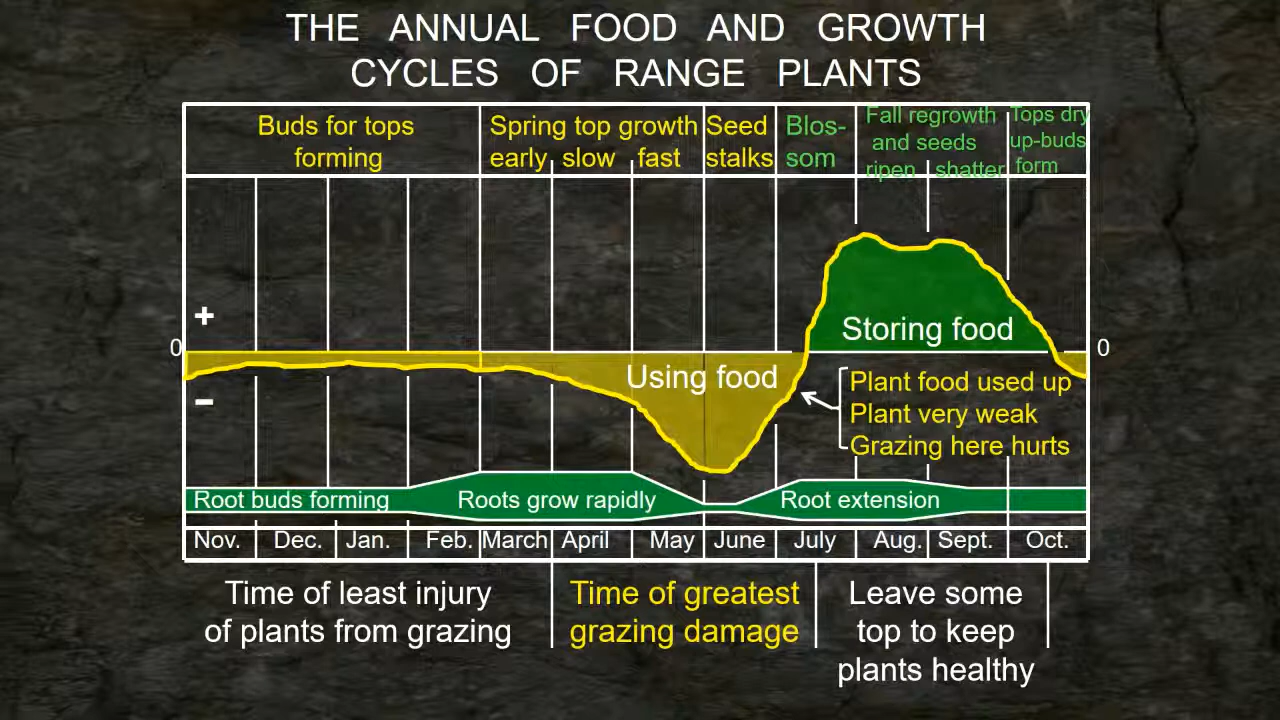 THE ANNUAL FOOD AND GROWTH
CYCLES OF RANGE PLANTS
Buds for tops
forming
Spring top growth
early slow fast
Seed
stalks
Blos-
som
Fall regrowth
and seeds
ripen shatter
Tops dry
up-buds
form
+
0
0
−
Storing food
Using food
Plant food used up
Plant very weak
Grazing here hurts
Root buds forming
Roots grow rapidly
Root extension
Nov. Dec. Jan. Feb. March April May June July Aug. Sept. Oct.
Time of least injury
of plants from grazing
Time of greatest
grazing damage
Leave some
top to keep
plants healthy